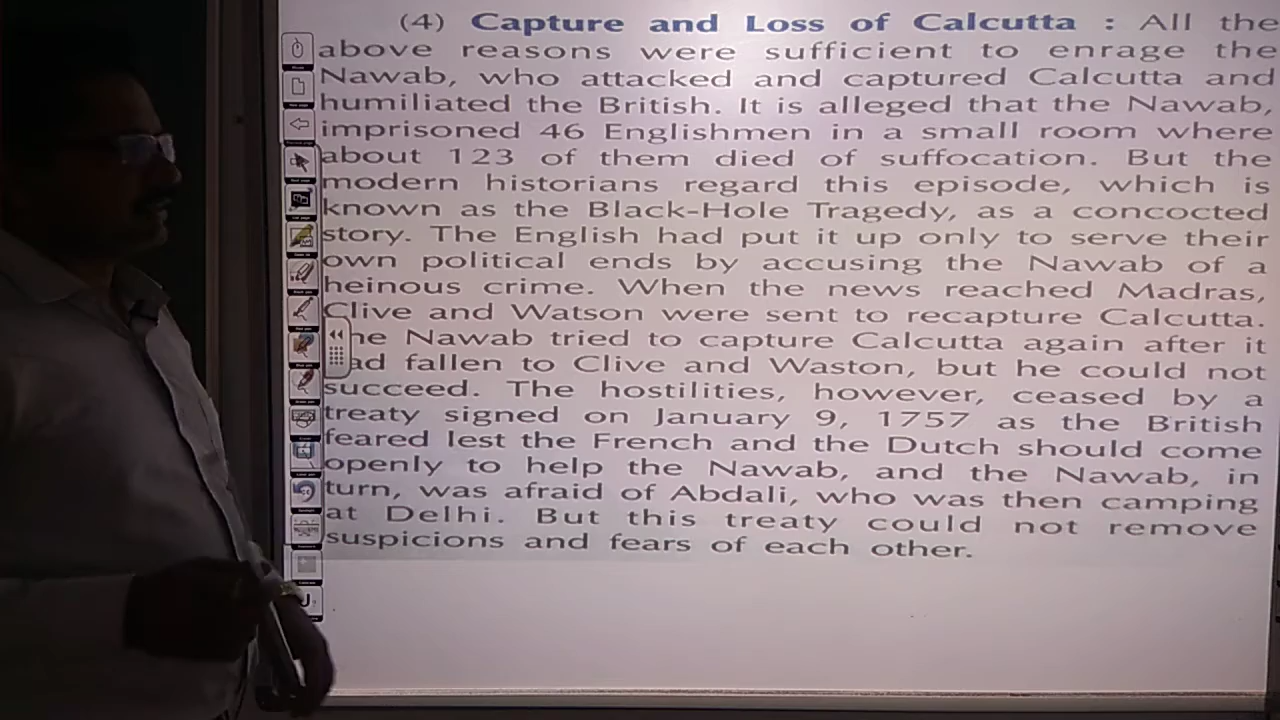 (4) Capture and Loss of Calcutta : All the
above reasons were sufficient to enrage the
Nawab, who attacked and captured Calcutta and
humiliated the British. It is alleged that the Nawab,
imprisoned 46 Englishmen in a small room where
about 123 of them died of suffocation. But the
modern historians regard this episode, which is
known as the Black-Hole Tragedy, as a concocted
story. The English had put it up only to serve their
own political ends by accusing the Nawab of a
heinous crime. When the news reached Madras,
Clive and Watson were sent to recapture Calcutta.
he Nawab tried to capture Calcutta again after it
ad fallen to Clive and Waston, but he could not
succeed. The hostilities, however, ceased by a
treaty signed on January 9, 1757 as the British
feared lest the French and the Dutch should come
openly to help the Nawab, and the Nawab, in
turn, was afraid of Abdali, who was then camping
at Delhi. But this treaty could not remove
suspicions and fears of each other.